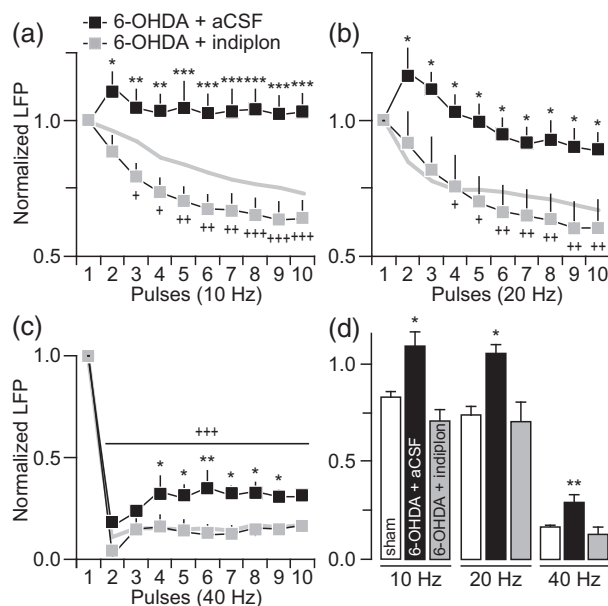 (a)
6-OHDA + aCSF
6-OHDA + indiplon
(b)
Normalized LFP
1.0
0.5
* ** ** *** ** *** *** *** ***
+ + ++ ++ ++ +++ +++ +++
1 2 3 4 5 6 7 8 9 10
Pulses (10 Hz)
1.0
0.5
* * * * * * * * *
+ + ++ ++ ++ ++ ++
1 2 3 4 5 6 7 8 9 10
Pulses (20 Hz)
(c)
Normalized LFP
1.0
0.5
0.0
+++
* * ** * * *
1 2 3 4 5 6 7 8 9 10
Pulses (40 Hz)
(d)
1.0
0.5
0.0
* * **
sham
6-OHDA + aCSF
6-OHDA + indiplon
10 Hz 20 Hz 40 Hz